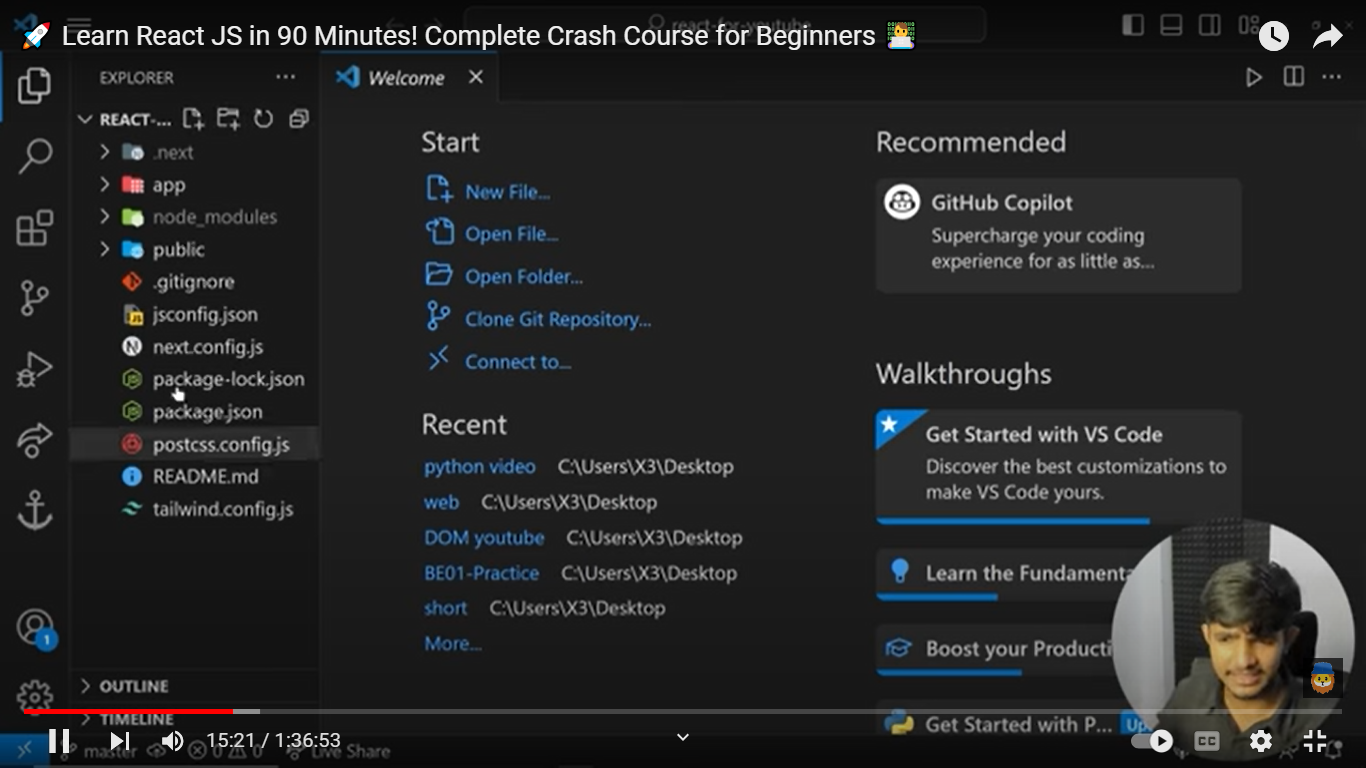 react-for-youtube
🚀 Learn React JS in 90 Minutes! Complete Crash Course for Beginners 👨‍💻
EXPLORER
Welcome
REACT-...
.next
app
node_modules
public
.gitignore
jsconfig.json
next.config.js
package-lock.json
package.json
postcss.config.js
README.md
tailwind.config.js
OUTLINE
TIMELINE
Start
New File...
Open File...
Open Folder...
Clone Git Repository...
Connect to...
Recent
python video C:\Users\X3\Desktop
web C:\Users\X3\Desktop
DOM youtube C:\Users\X3\Desktop
BE01-Practice C:\Users\X3\Desktop
short C:\Users\X3\Desktop
More...
Recommended
GitHub Copilot
Supercharge your coding
experience for as little as...
Walkthroughs
Get Started with VS Code
Discover the best customizations to
make VS Code yours.
Learn the Fundamenta
Boost your Producti
Get Started with P... Up
1
15:21 / 1:36:53
CC
master 0 0 Live Share